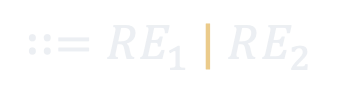 ::= RE₁ | RE₂